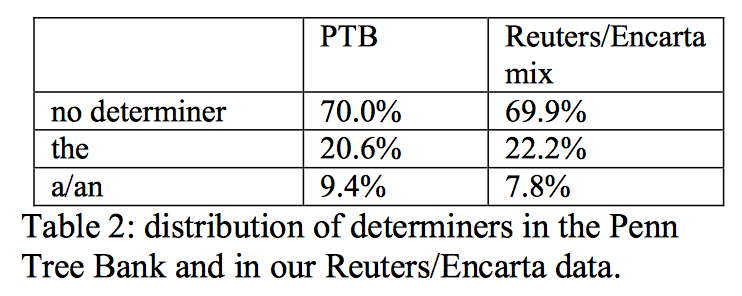 PTB Reuters/Encarta
mix
no determiner 70.0% 69.9%
the 20.6% 22.2%
a/an 9.4% 7.8%
Table 2: distribution of determiners in the Penn
Tree Bank and in our Reuters/Encarta data.